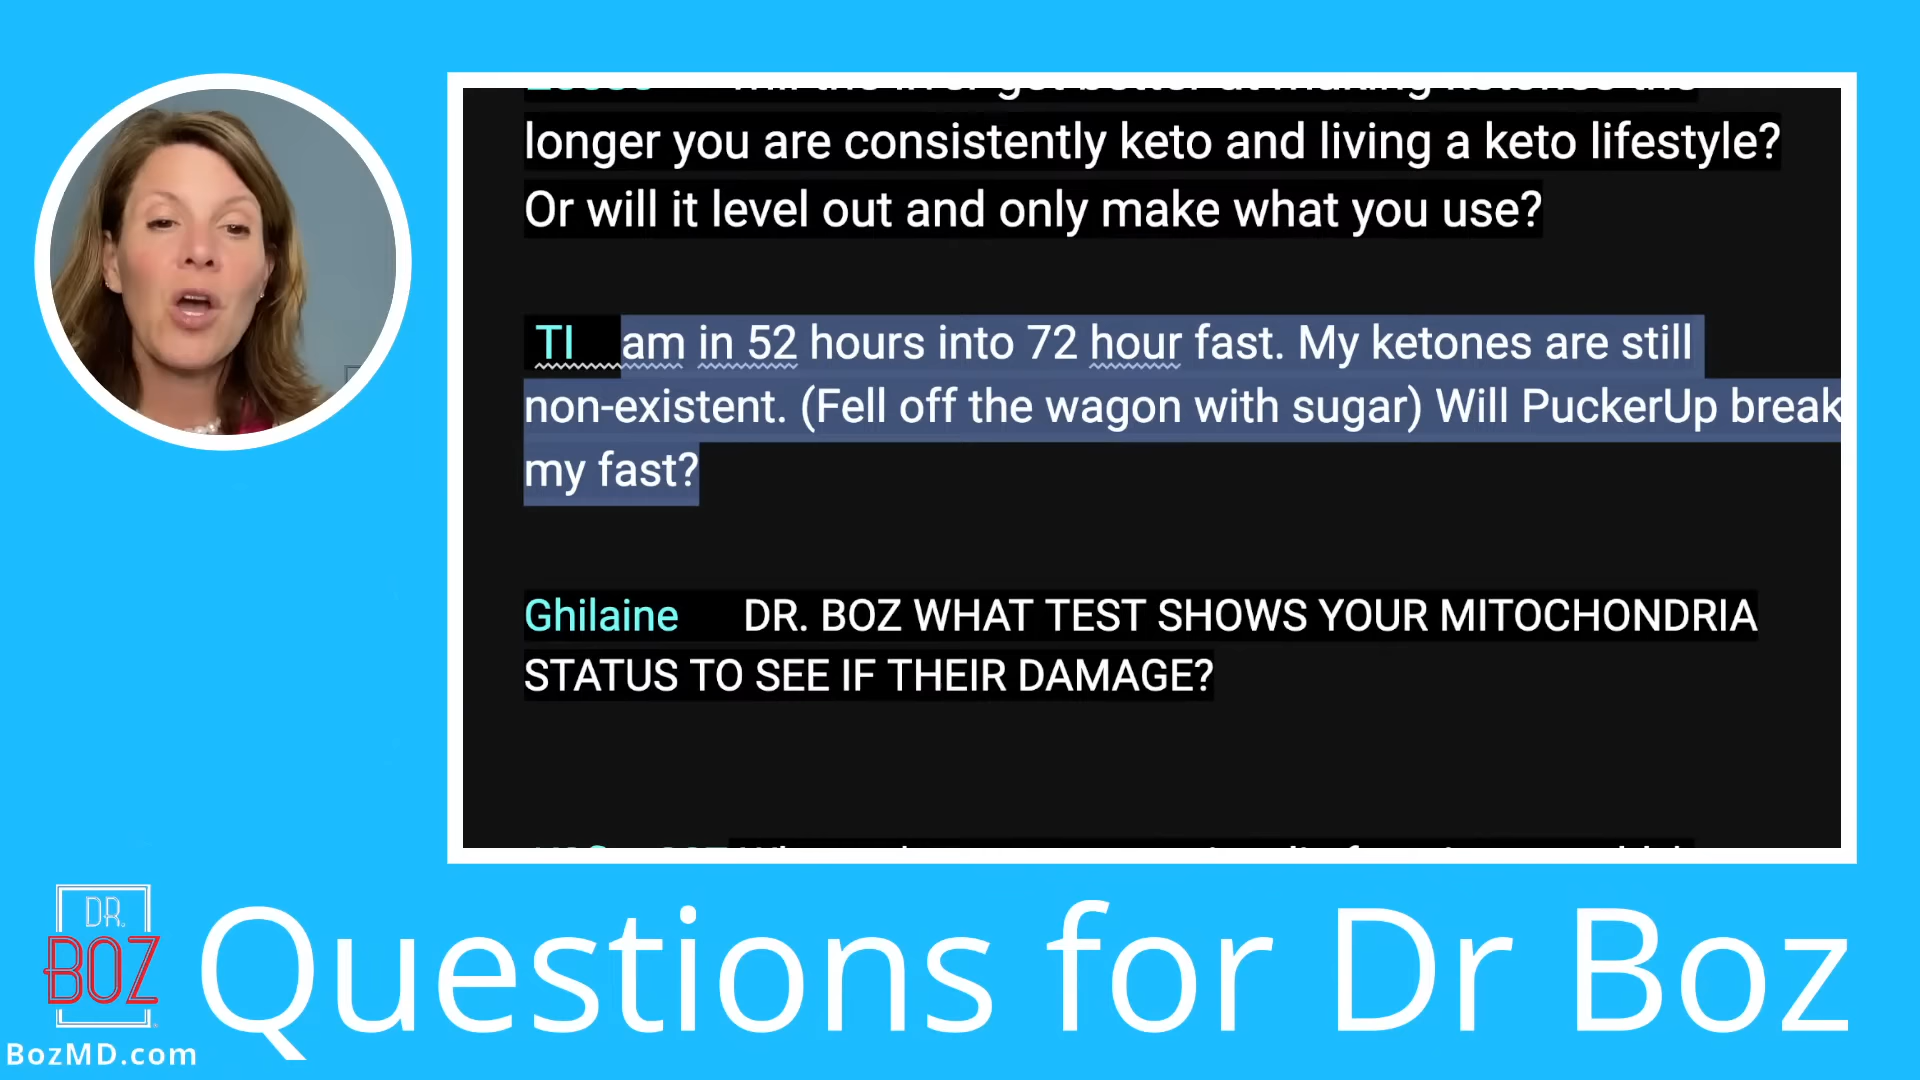 longer you are consistently keto and living a keto lifestyle?
Or will it level out and only make what you use?
TI am in 52 hours into 72 hour fast. My ketones are still
non-existent. (Fell off the wagon with sugar) Will PuckerUp break
my fast?
Ghilaine DR. BOZ WHAT TEST SHOWS YOUR MITOCHONDRIA
STATUS TO SEE IF THEIR DAMAGE?
DR.
BOZ
Questions for Dr Boz
BozMD.com